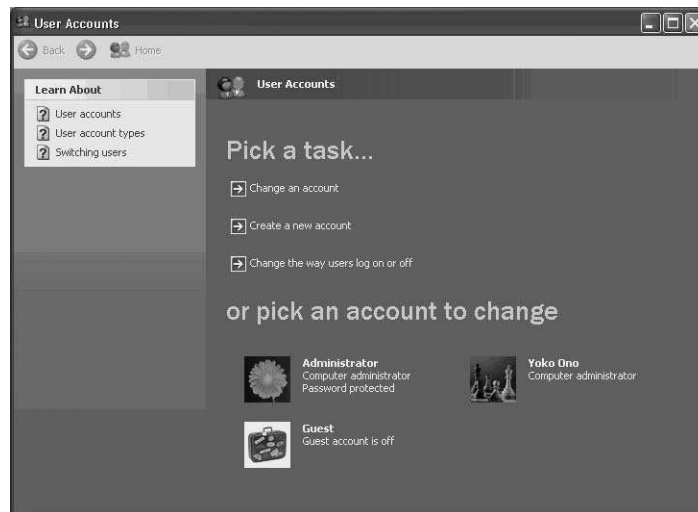 User Accounts
Back Home
Learn About
User accounts
User account types
Switching users
User Accounts
Pick a task...
Change an account
Create a new account
Change the way users log on or off
or pick an account to change
Administrator
Computer administrator
Password protected
Yoko Ono
Computer administrator
Guest
Guest account is off